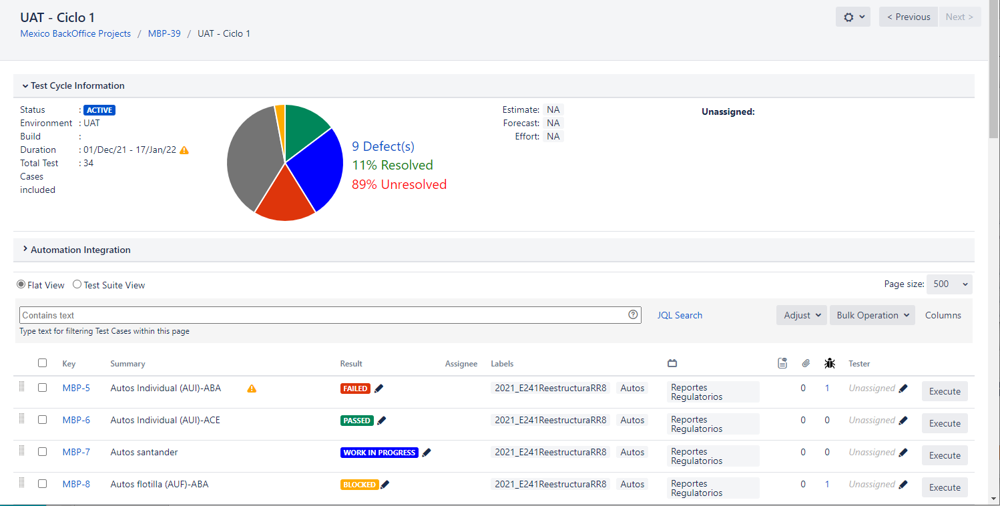 UAT - Ciclo 1
< Previous
Next >
Mexico BackOffice Projects / MBP-39 / UAT - Ciclo 1
Test Cycle Information
Status : ACTIVE
Environment : UAT
Build :
Duration : 01/Dec/21 - 17/Jan/22
Total Test Cases included : 34
9 Defect(s)
11% Resolved
89% Unresolved
Estimate: NA
Forecast: NA
Effort: NA
Unassigned:
Automation Integration
Flat View Test Suite View
Page size: 500
Contains text
JQL Search
Adjust
Bulk Operation
Columns
Type text for filtering Test Cases within this page
Key Summary Result Assignee Labels Tester
MBP-5 Autos Individual (AUI)-ABA FAILED 2021_E241ReestructuraRR8 Autos Reportes Regulatorios 0 1 Unassigned Execute
MBP-6 Autos Individual (AUI)-ACE PASSED 2021_E241ReestructuraRR8 Autos Reportes Regulatorios 0 0 Unassigned Execute
MBP-7 Autos santander WORK IN PROGRESS 2021_E241ReestructuraRR8 Autos Reportes Regulatorios 0 0 Unassigned Execute
MBP-8 Autos flotilla (AUF)-ABA BLOCKED 2021_E241ReestructuraRR8 Autos Reportes Regulatorios 0 1 Unassigned Execute